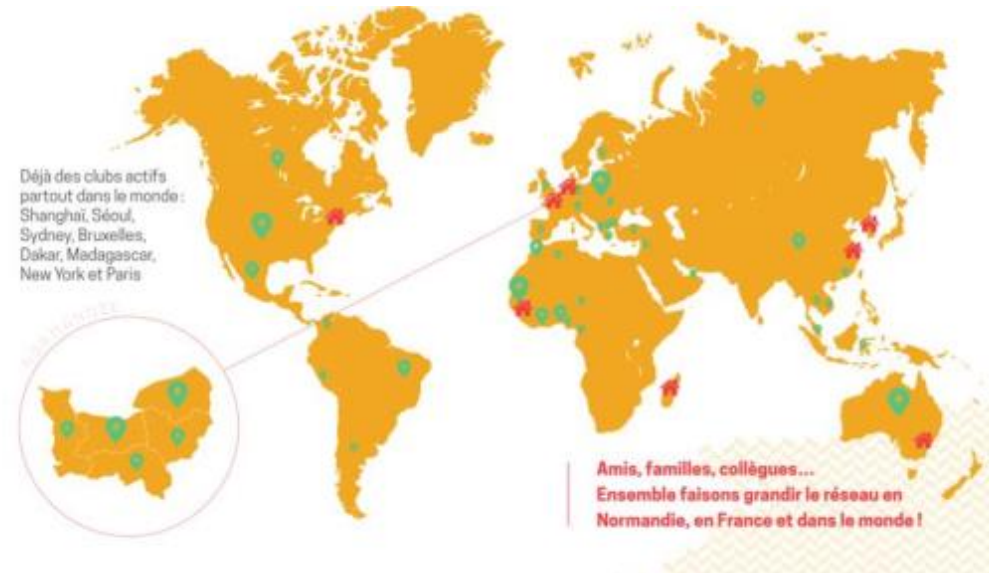 Déjà des clubs actifs
partout dans le monde :
Shanghaï, Séoul,
Sydney, Bruxelles,
Dakar, Madagascar,
New York et Paris
Amis, familles, collègues...
Ensemble faisons grandir le réseau en
Normandie, en France et dans le monde !